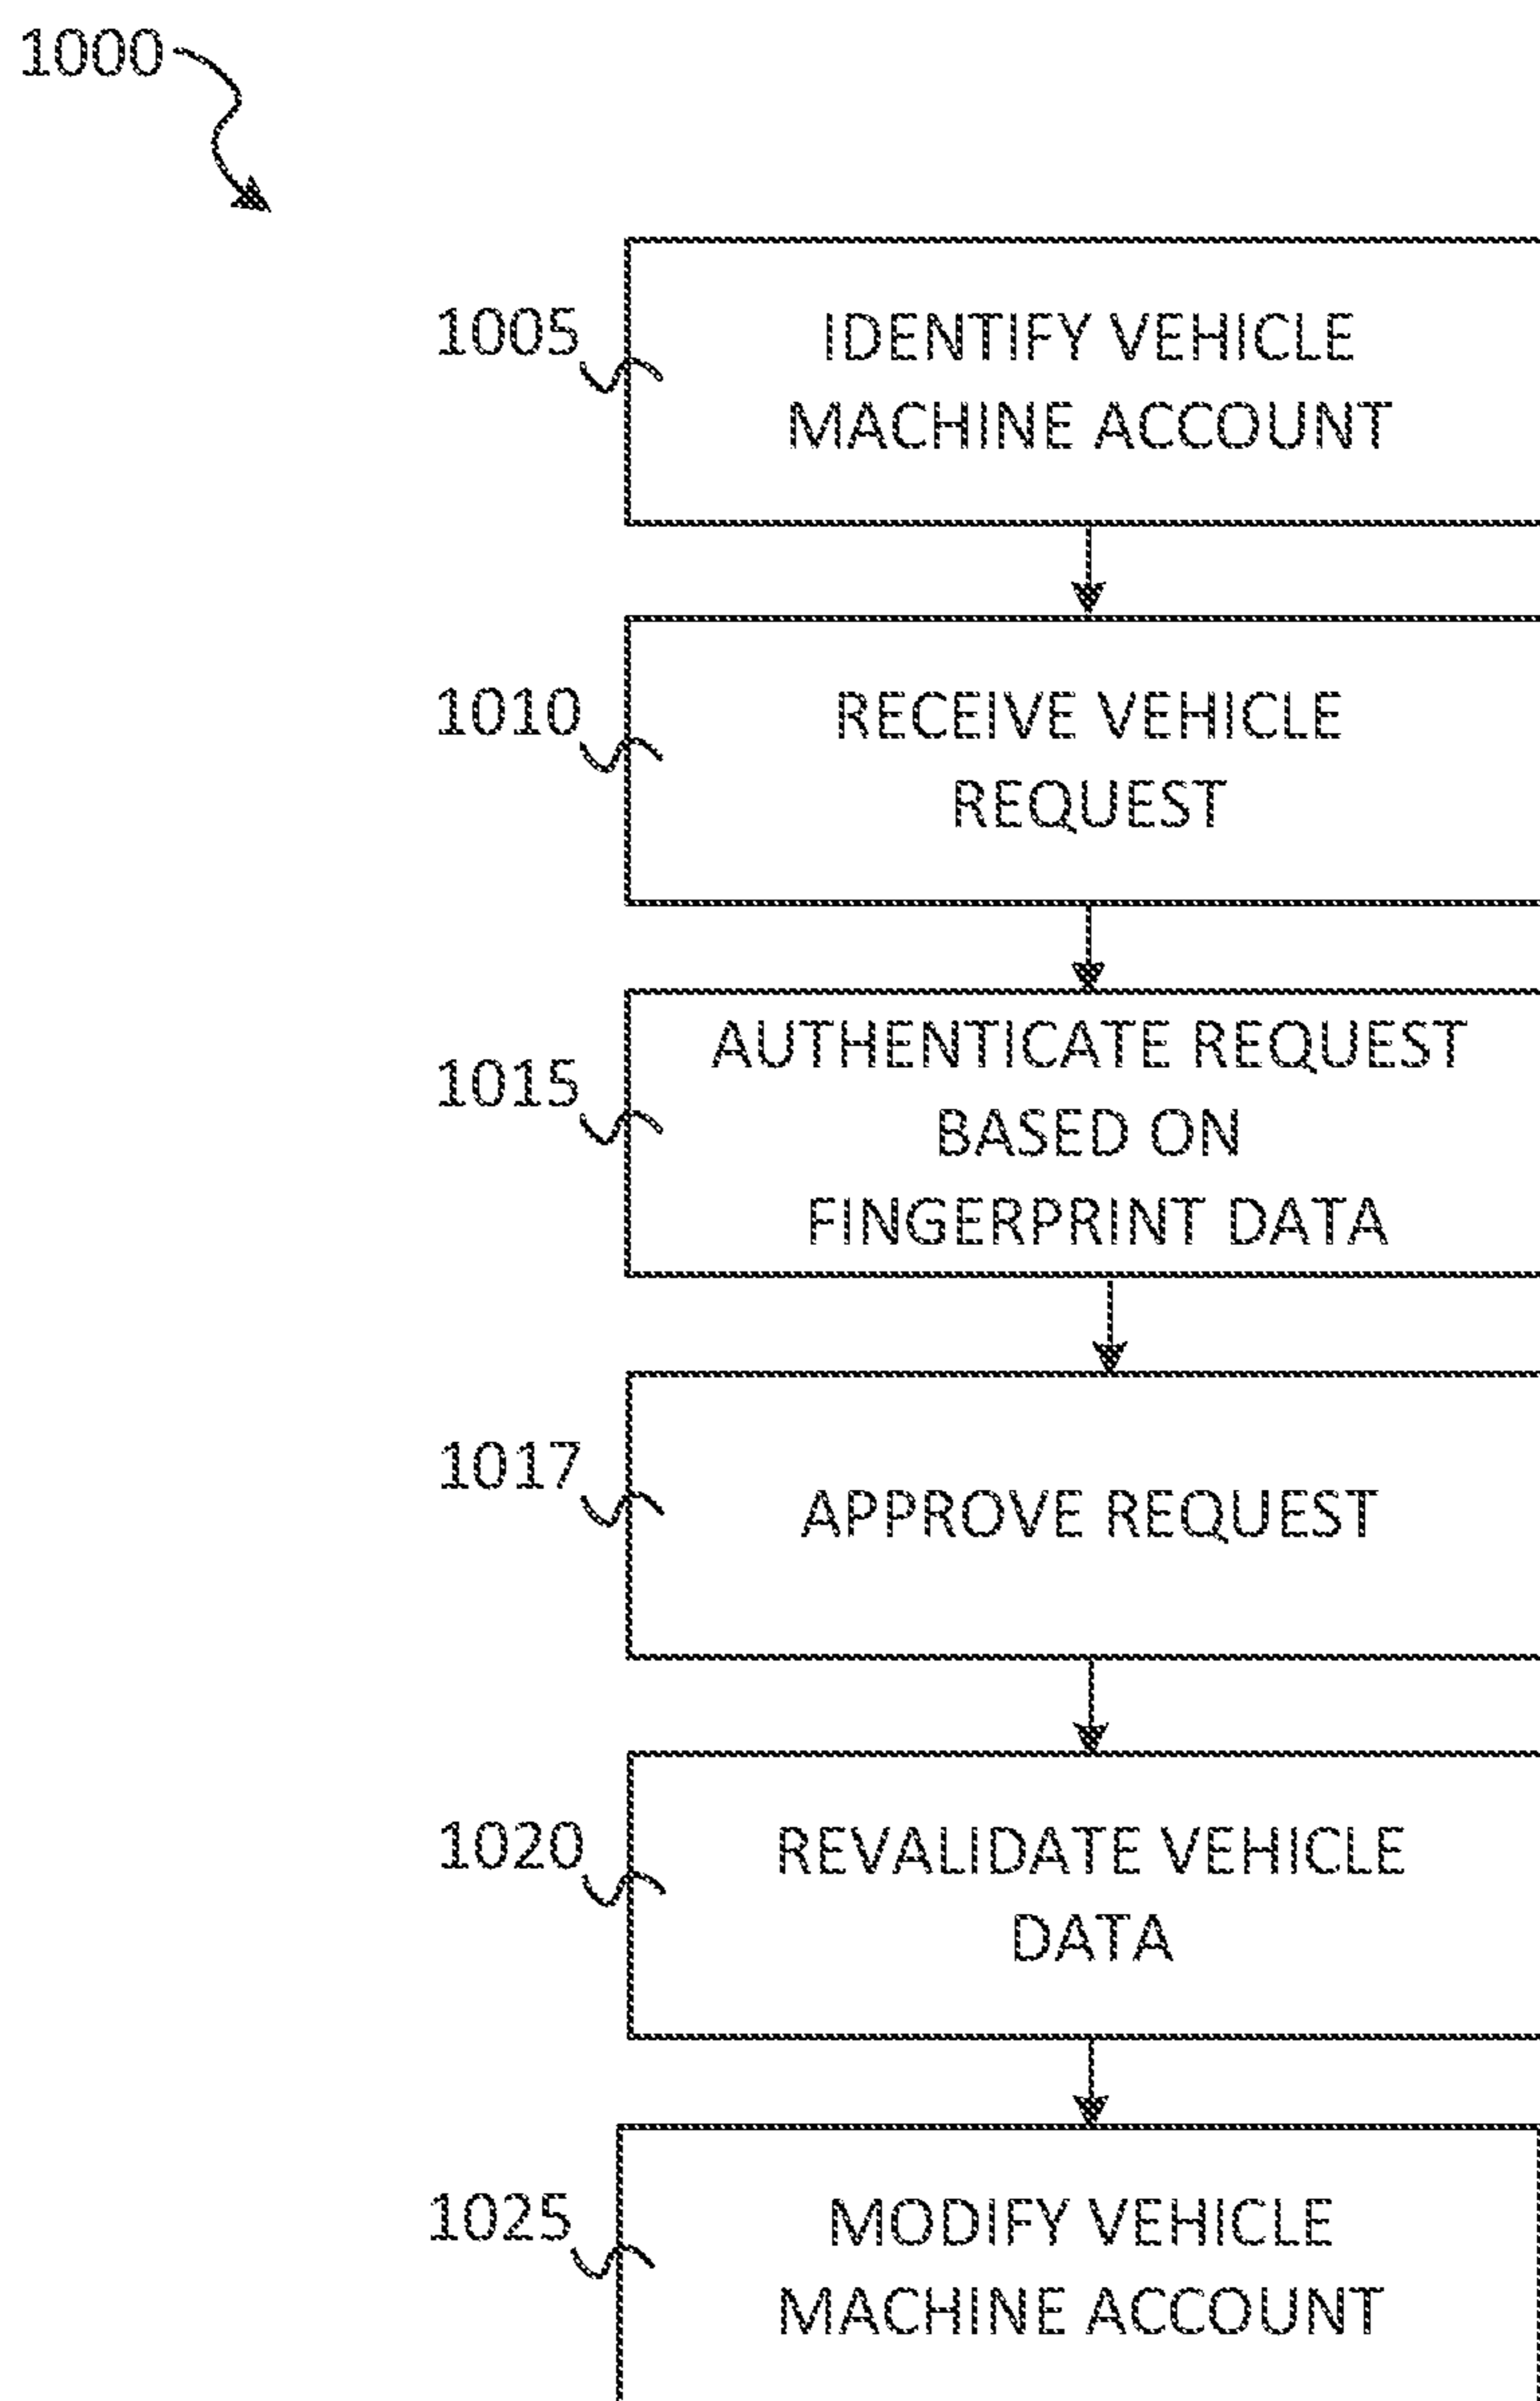 1000
1005
IDENTIFY VEHICLE
MACHINE ACCOUNT
1010
RECEIVE VEHICLE
REQUEST
1015
AUTHENTICATE REQUEST
BASED ON
FINGERPRINT DATA
1017
APPROVE REQUEST
1020
REVALIDATE VEHICLE
DATA
1025
MODIFY VEHICLE
MACHINE ACCOUNT